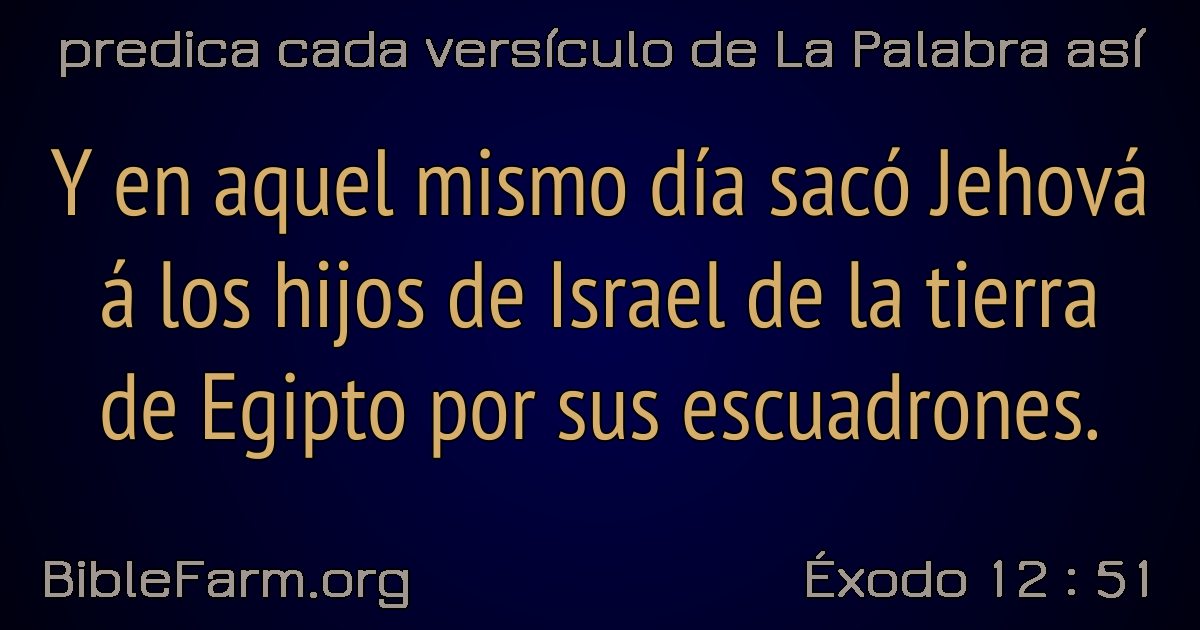 predica cada versículo de La Palabra así
Y en aquel mismo día sacó Jehová
á los hijos de Israel de la tierra
de Egipto por sus escuadrones.
BibleFarm.org
Éxodo 12 : 51